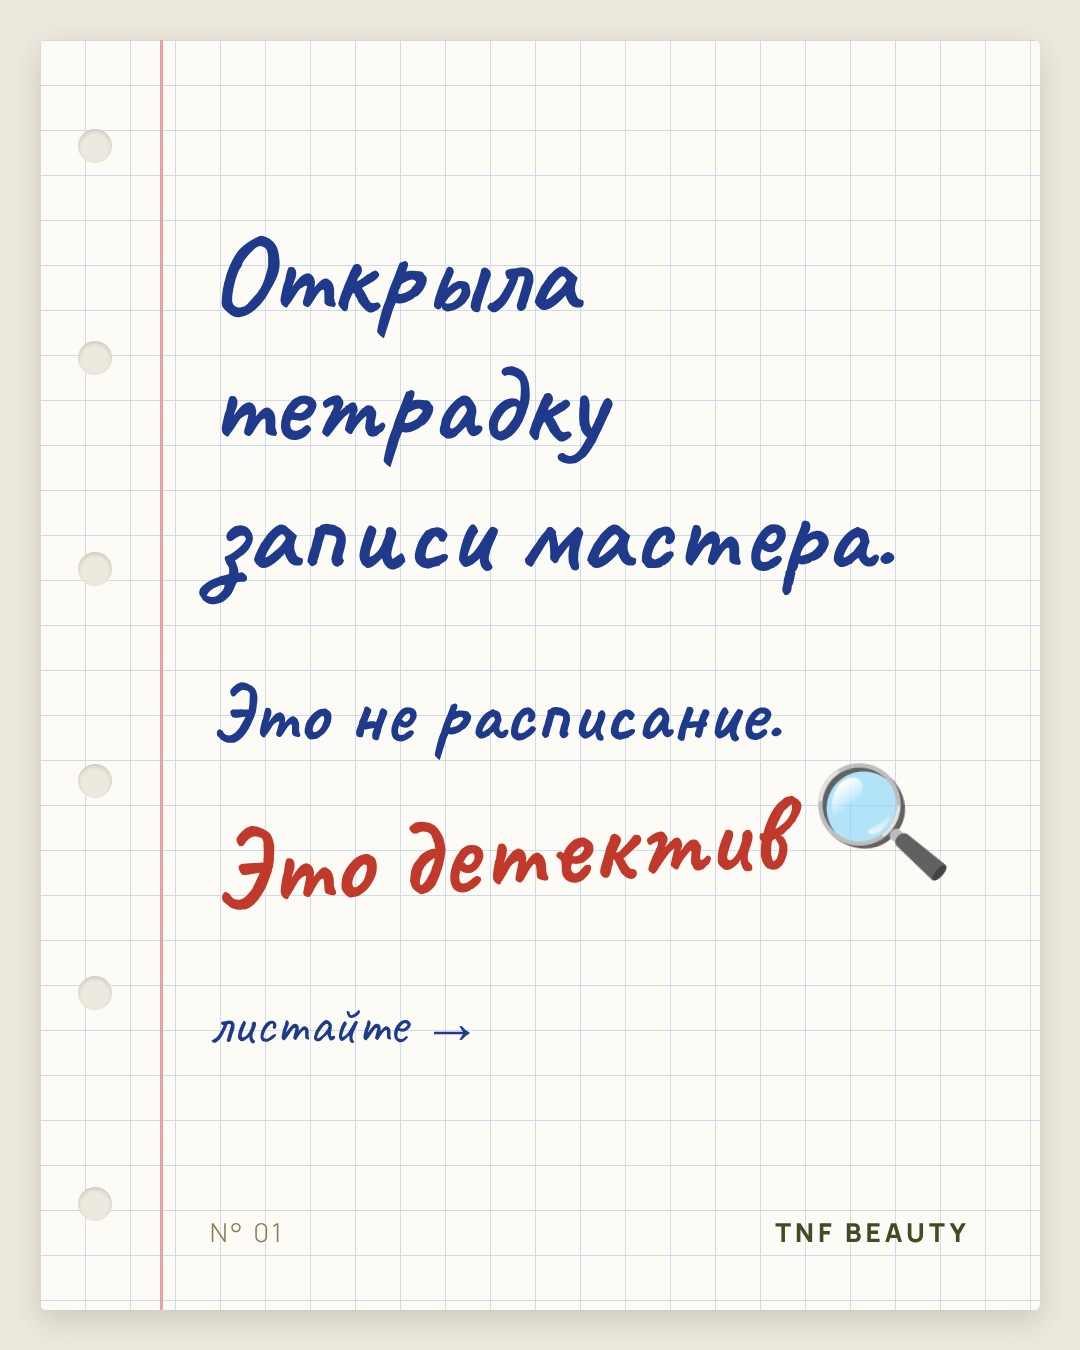 Открыла
тетрадку
записи мастера.
Это не расписание.
Это детектив
листайте →
N° 01
TNF BEAUTY